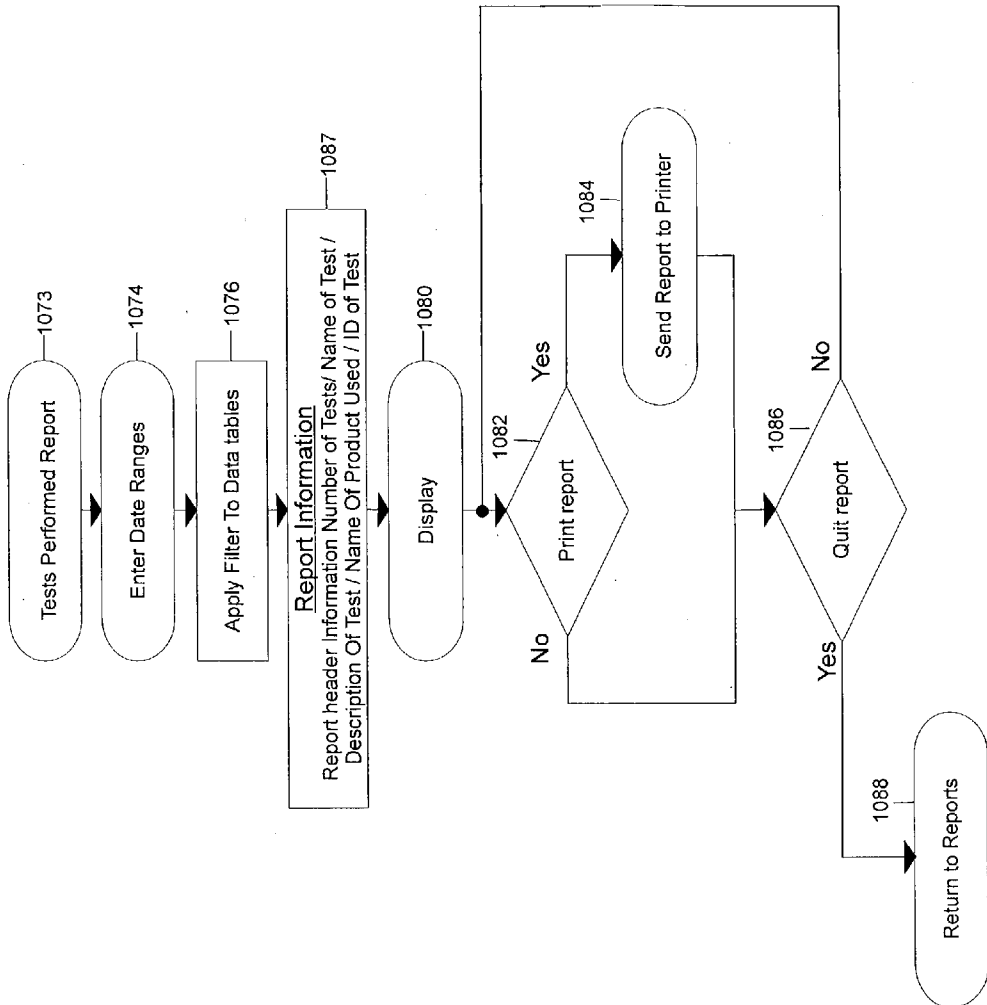 Tests Performed Report
1073
Enter Date Ranges
1074
Apply Filter To Data tables
1076
Report Information
Report header Information Number of Tests/ Name of Test /
Description Of Test / Name Of Product Used / ID of Test
1087
Display
1080
Print report
1082
Yes
No
Send Report to Printer
1084
Quit report
1086
No
Yes
Return to Reports
1088